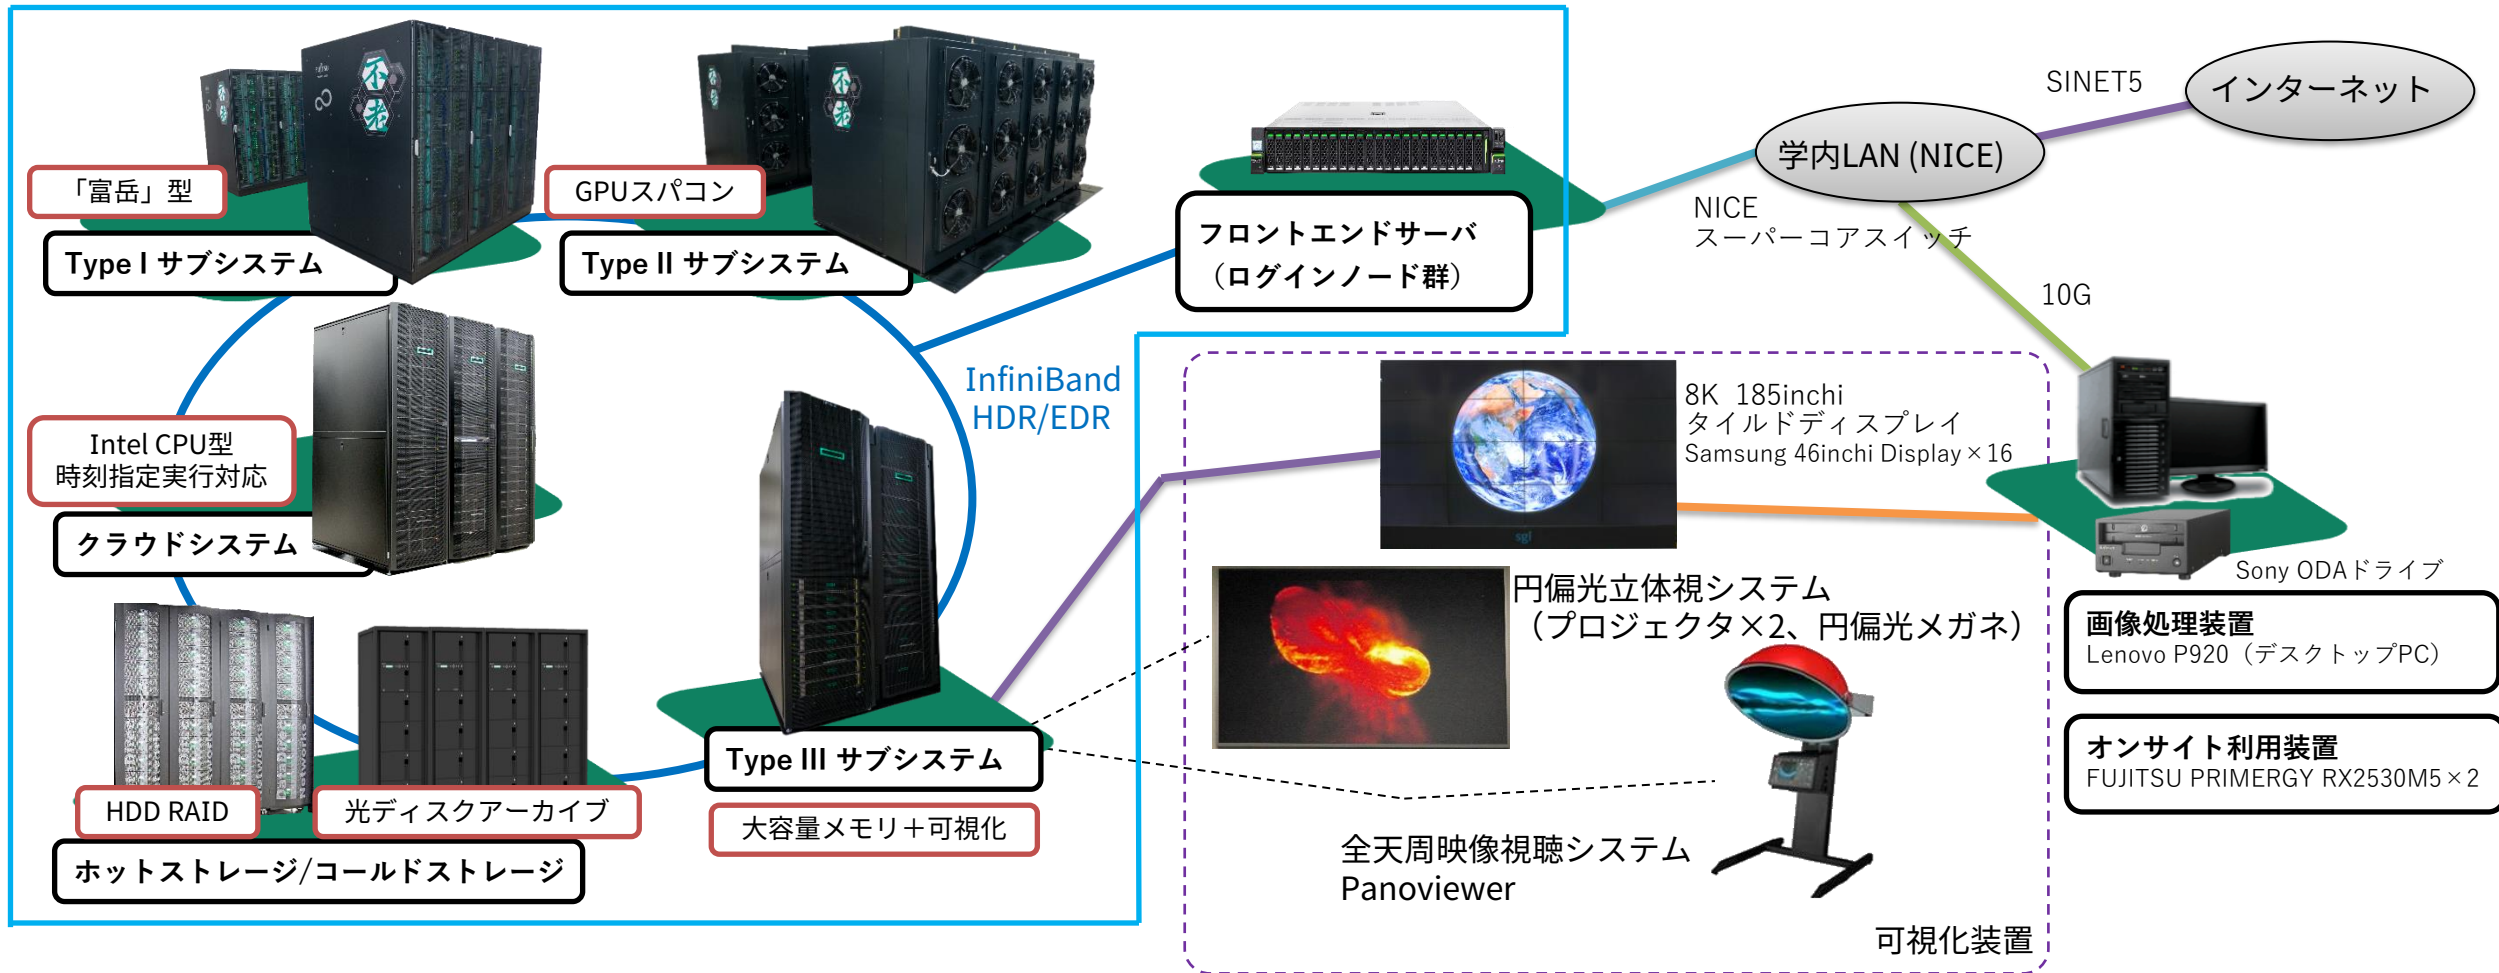 不老
FUJITSU
不老
「富岳」型
Type I サブシステム
GPUスパコン
Type II サブシステム
フロントエンドサーバ
（ログインノード群）
SINET5
インターネット
学内LAN (NICE)
NICE
スーパーコアスイッチ
10G
InfiniBand
HDR/EDR
Intel CPU型
時刻指定実行対応
クラウドシステム
HDD RAID
光ディスクアーカイブ
ホットストレージ/コールドストレージ
Type III サブシステム
大容量メモリ＋可視化
8K 185inchi
タイルドディスプレイ
Samsung 46inchi Display×16
sgi
円偏光立体視システム
（プロジェクタ×2、円偏光メガネ）
全天周映像視聴システム
Panoviewer
可視化装置
Sony ODAドライブ
画像処理装置
Lenovo P920（デスクトップPC）
オンサイト利用装置
FUJITSU PRIMERGY RX2530M5×2